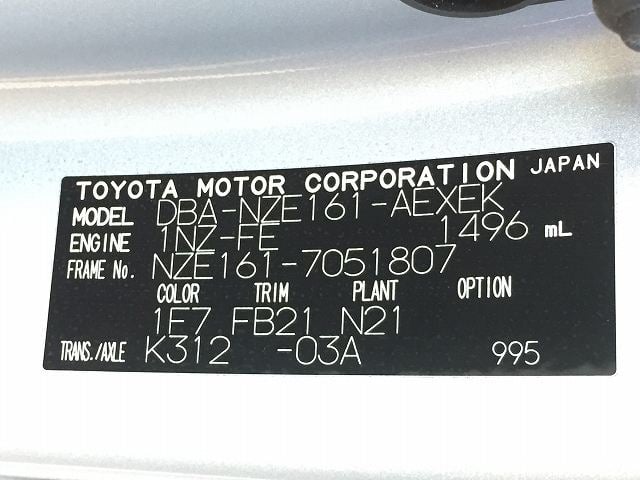 TOYOTA MOTOR CORPORATION JAPAN
MODEL DBA-NZE161-AEXEK
ENGINE 1NZ-FE 1496 mL
FRAME No. NZE161-7051807
COLOR TRIM PLANT OPTION
1F7 FB21 N21
TRANS./AXLE K312 -03A 995